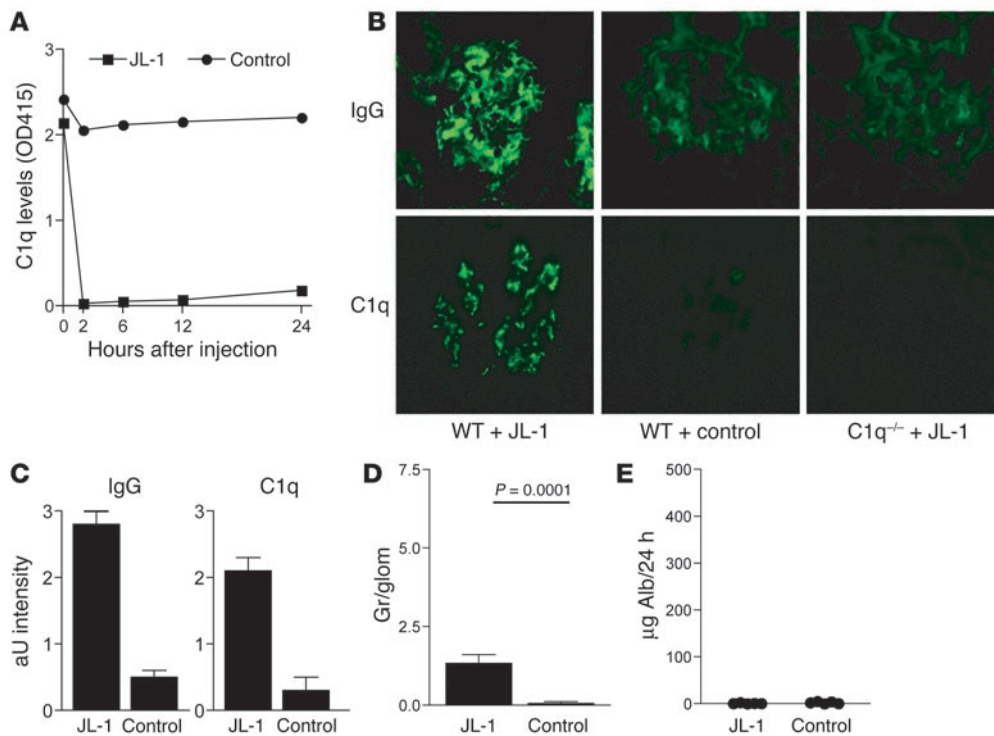 A
JL-1 Control
C1q levels (OD415)
3
2
1
0
0 2 6 12 24
Hours after injection
B
IgG
C1q
WT + JL-1 WT + control C1q–/– + JL-1
C
IgG C1q
aU intensity
3 3
2 2
1 1
0 0
JL-1 Control JL-1 Control
D
P = 0.0001
Gr/glom
7.5
5.0
2.5
0.0
JL-1 Control
E
µg Alb/24 h
500
400
300
200
100
0
JL-1 Control